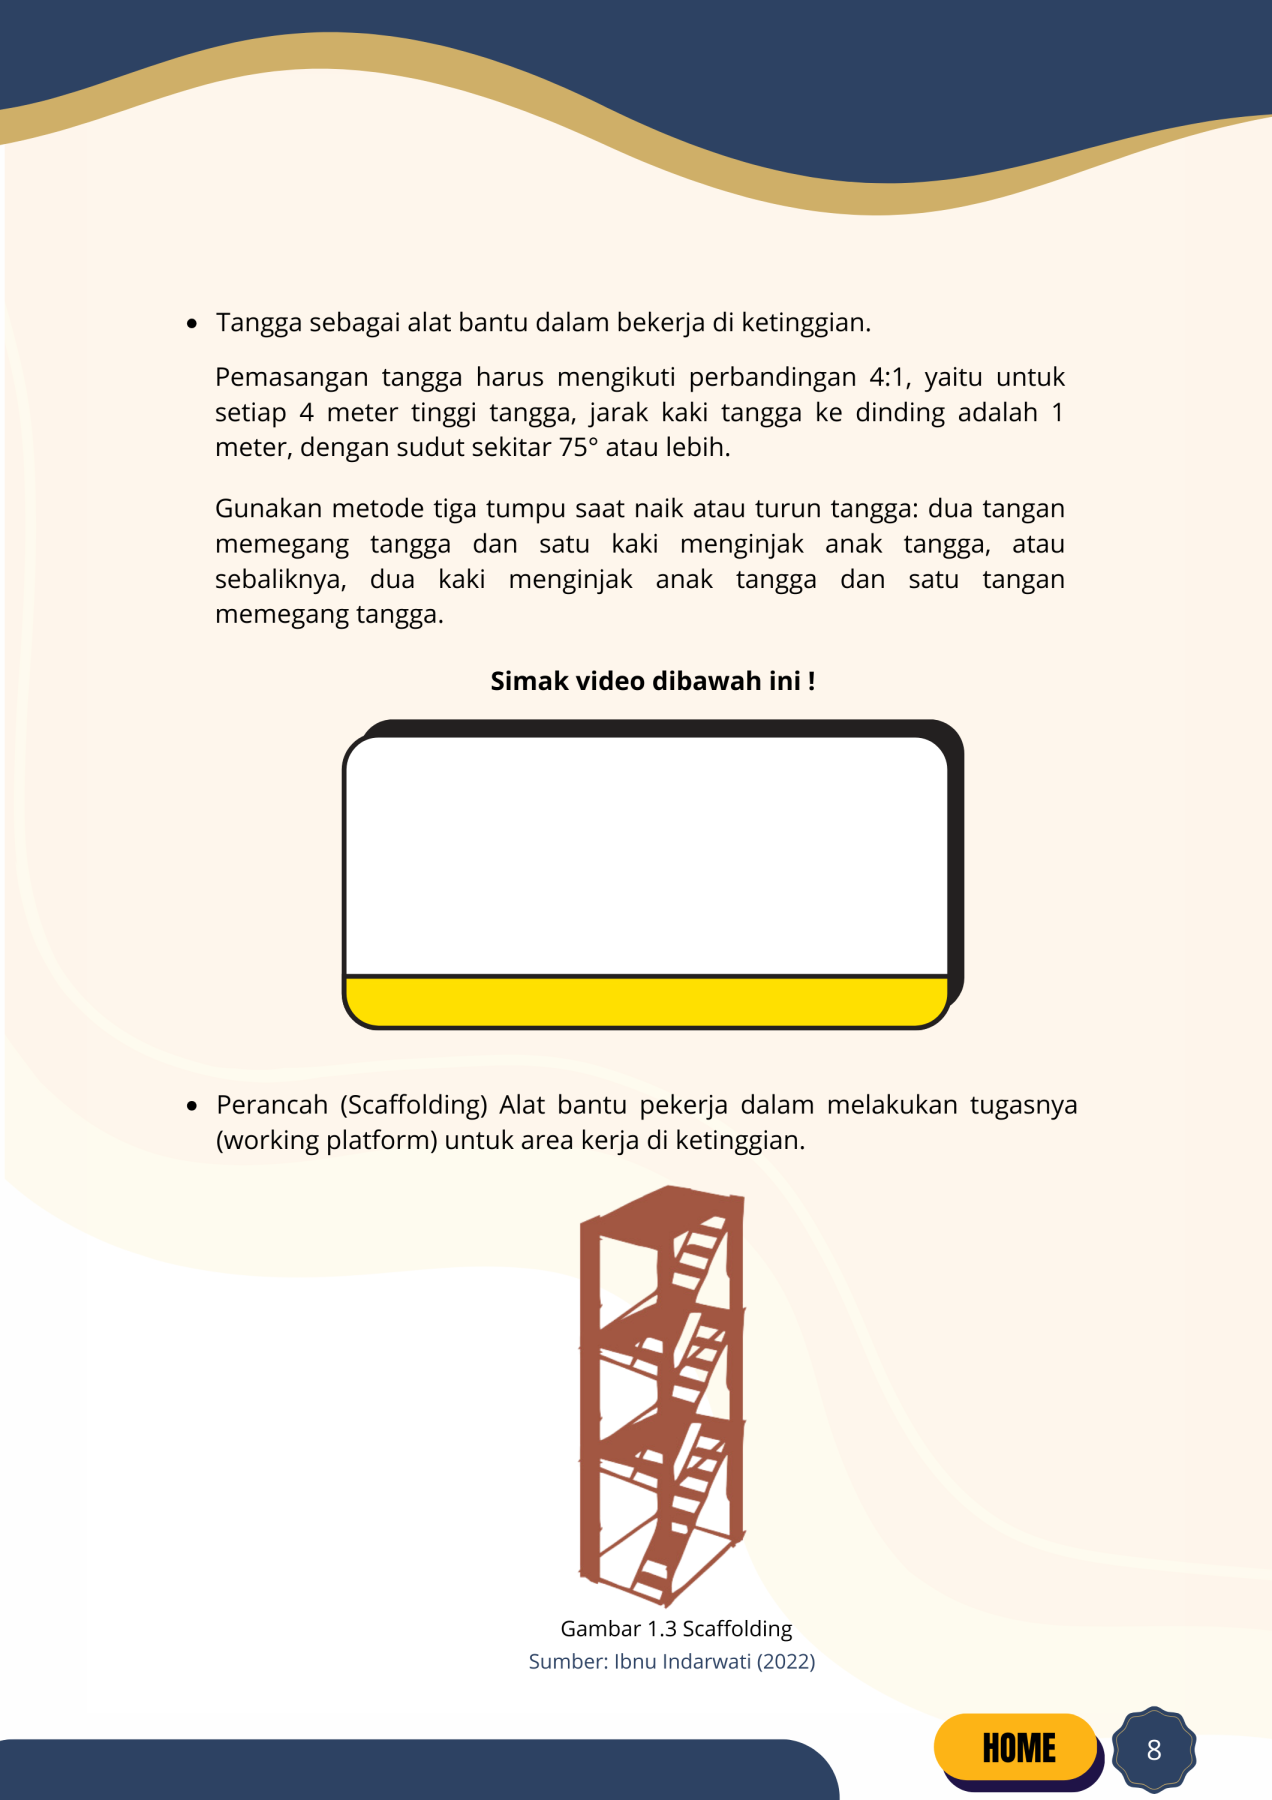 • Tangga sebagai alat bantu dalam bekerja di ketinggian.
Pemasangan tangga harus mengikuti perbandingan 4:1, yaitu untuk
setiap 4 meter tinggi tangga, jarak kaki tangga ke dinding adalah 1
meter, dengan sudut sekitar 75° atau lebih.
Gunakan metode tiga tumpu saat naik atau turun tangga: dua tangan
memegang tangga dan satu kaki menginjak anak tangga, atau
sebaliknya, dua kaki menginjak anak tangga dan satu tangan
memegang tangga.
Simak video dibawah ini !
• Perancah (Scaffolding) Alat bantu pekerja dalam melakukan tugasnya
(working platform) untuk area kerja di ketinggian.
Gambar 1.3 Scaffolding
Sumber: Ibnu Indarwati (2022)
HOME
8